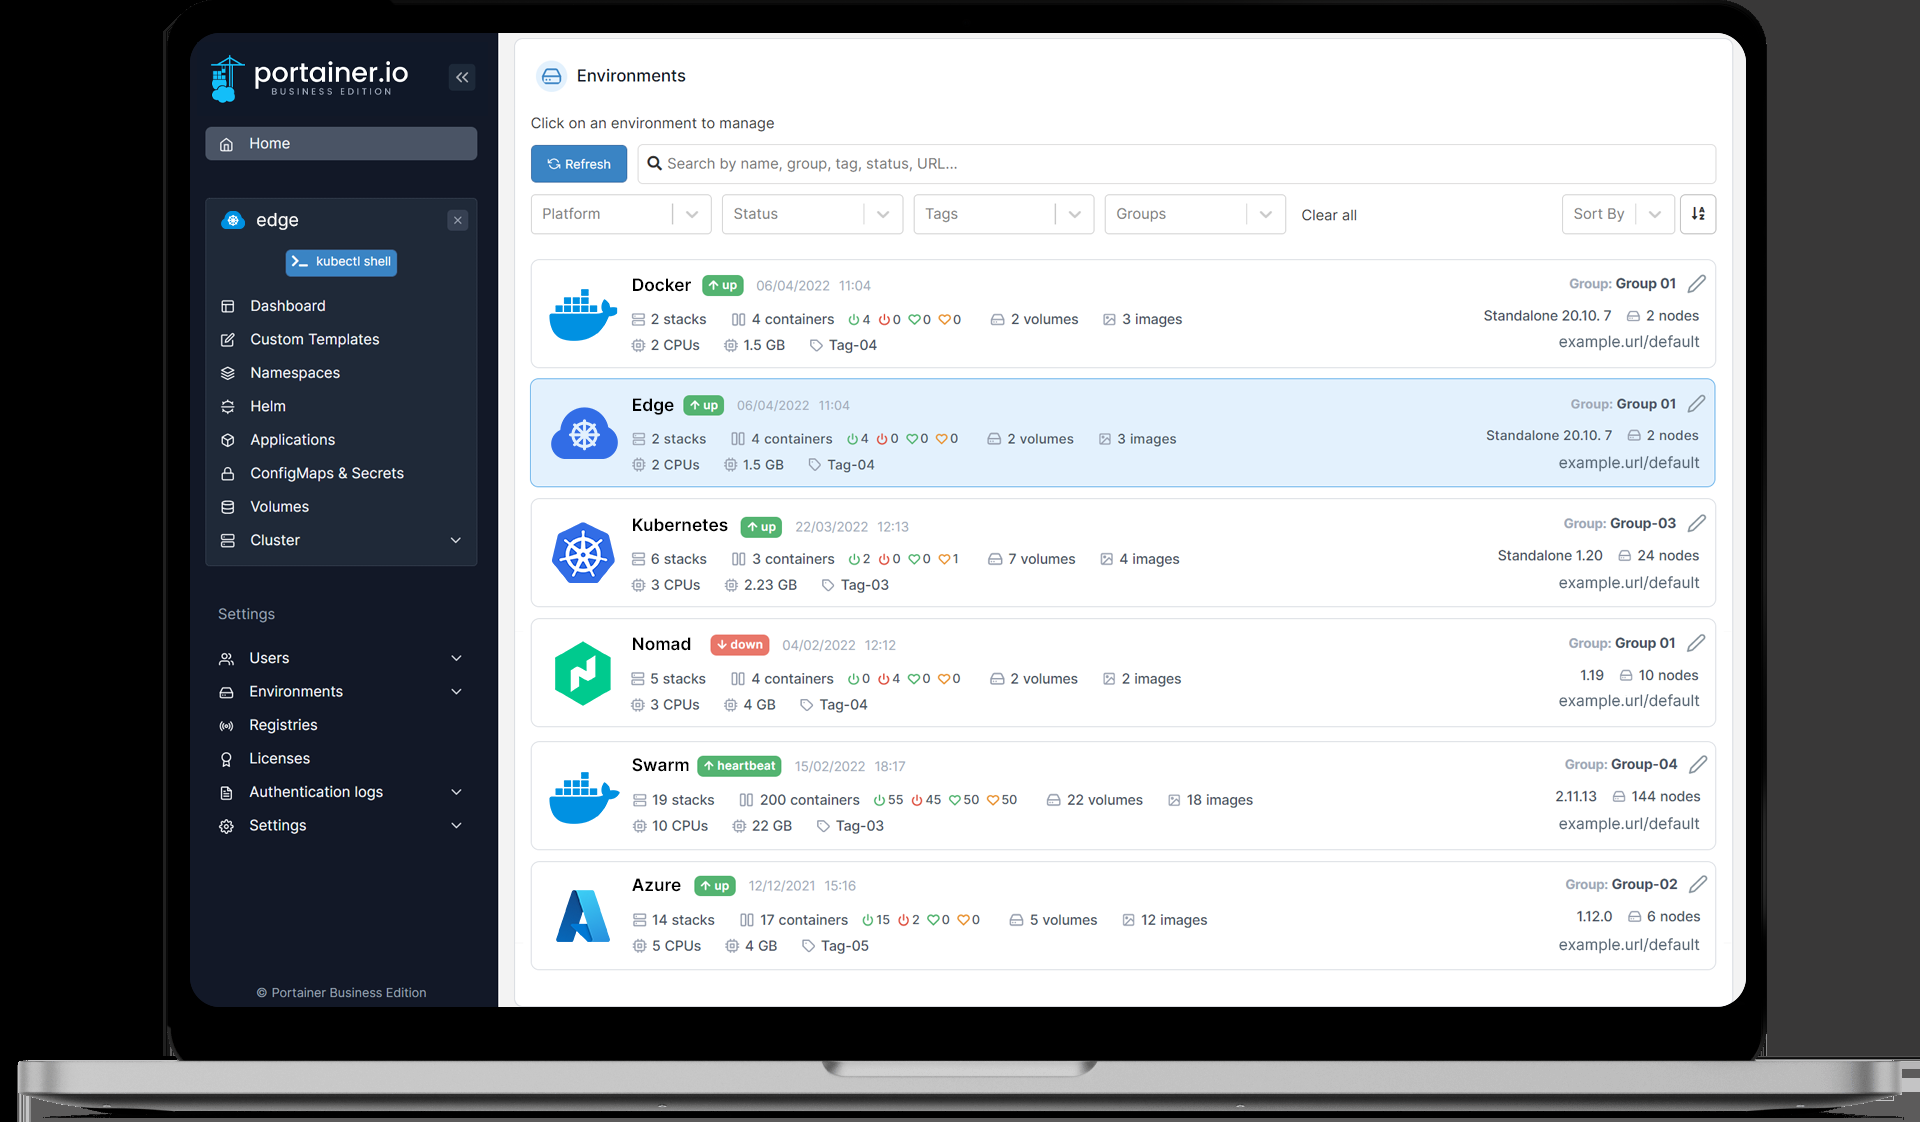 portainer.io
BUSINESS EDITION
Home
edge
kubectl shell
Dashboard
Custom Templates
Namespaces
Helm
Applications
ConfigMaps & Secrets
Volumes
Cluster
Settings
Users
Environments
Registries
Licenses
Authentication logs
Settings
© Portainer Business Edition
Environments
Click on an environment to manage
Refresh
Search by name, group, tag, status, URL...
Platform Status Tags Groups Clear all Sort By
Docker up 06/04/2022 11:04 Group: Group 01
2 stacks 4 containers 4 0 0 0 2 volumes 3 images Standalone 20.10. 7 2 nodes
2 CPUs 1.5 GB Tag-04 example.url/default
Edge up 06/04/2022 11:04 Group: Group 01
2 stacks 4 containers 4 0 0 0 2 volumes 3 images Standalone 20.10. 7 2 nodes
2 CPUs 1.5 GB Tag-04 example.url/default
Kubernetes up 22/03/2022 12:13 Group: Group-03
6 stacks 3 containers 2 0 0 1 7 volumes 4 images Standalone 1.20 24 nodes
3 CPUs 2.23 GB Tag-03 example.url/default
Nomad down 04/02/2022 12:12 Group: Group 01
5 stacks 4 containers 0 4 0 0 2 volumes 2 images 1.19 10 nodes
3 CPUs 4 GB Tag-04 example.url/default
Swarm heartbeat 15/02/2022 18:17 Group: Group-04
19 stacks 200 containers 55 45 50 50 22 volumes 18 images 2.11.13 144 nodes
10 CPUs 22 GB Tag-03 example.url/default
Azure up 12/12/2021 15:16 Group: Group-02
14 stacks 17 containers 15 2 0 0 5 volumes 12 images 1.12.0 6 nodes
5 CPUs 4 GB Tag-05 example.url/default